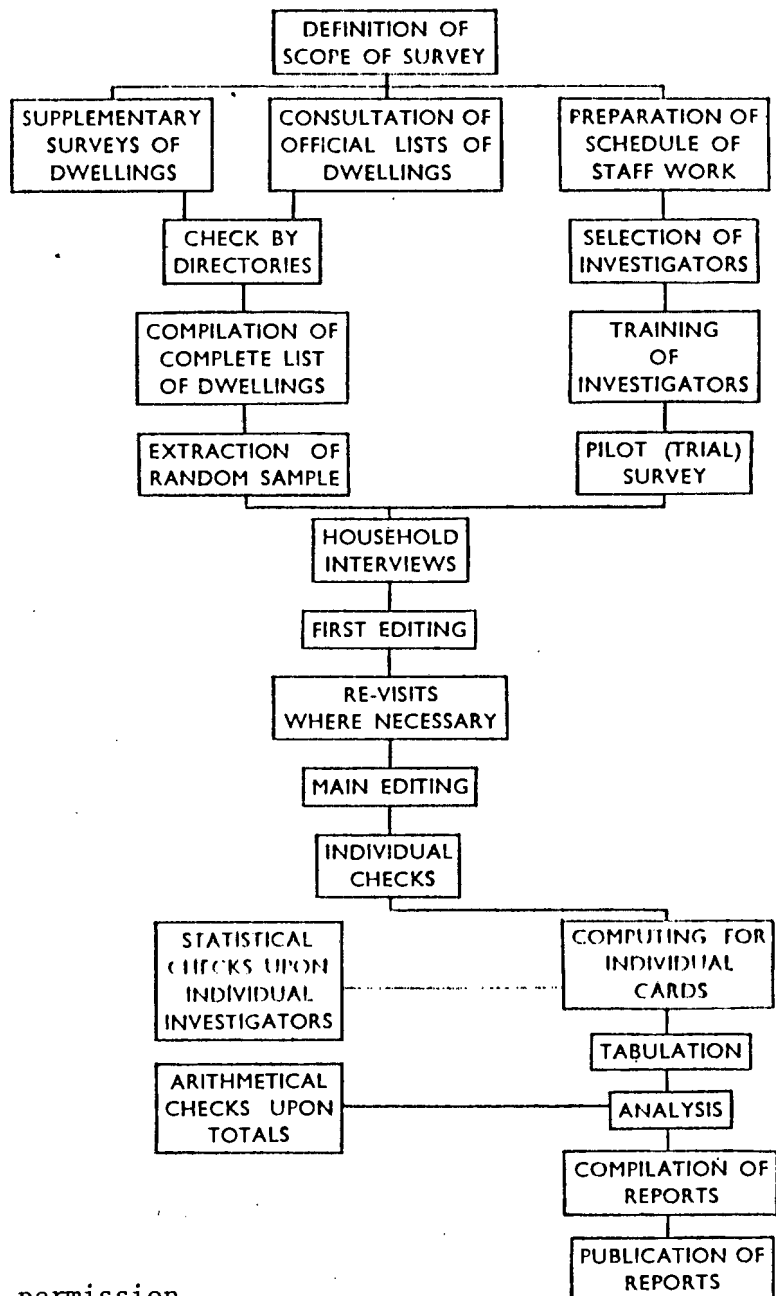 DEFINITION OF
SCOPE OF SURVEY
SUPPLEMENTARY
SURVEYS OF
DWELLINGS
CONSULTATION OF
OFFICIAL LISTS OF
DWELLINGS
PREPARATION OF
SCHEDULE OF
STAFF WORK
CHECK BY
DIRECTORIES
SELECTION OF
INVESTIGATORS
COMPILATION OF
COMPLETE LIST
OF DWELLINGS
TRAINING
OF
INVESTIGATORS
EXTRACTION OF
RANDOM SAMPLE
PILOT (TRIAL)
SURVEY
HOUSEHOLD
INTERVIEWS
FIRST EDITING
RE-VISITS
WHERE NECESSARY
MAIN EDITING
INDIVIDUAL
CHECKS
STATISTICAL
CHECKS UPON
INDIVIDUAL
INVESTIGATORS
COMPUTING FOR
INDIVIDUAL
CARDS
TABULATION
ARITHMETICAL
CHECKS UPON
TOTALS
ANALYSIS
COMPILATION OF
REPORTS
PUBLICATION OF
REPORTS
permission